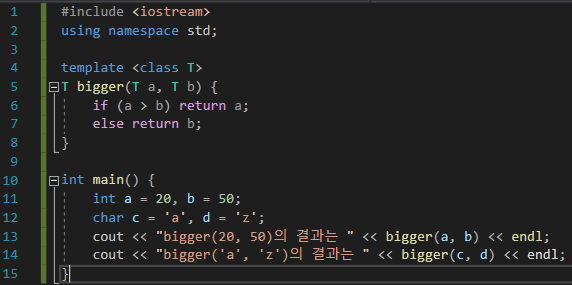 1 #include <iostream>
2 using namespace std;
3
4 template <class T>
5 T bigger(T a, T b) {
6 if (a > b) return a;
7 else return b;
8 }
9
10 int main() {
11 int a = 20, b = 50;
12 char c = 'a', d = 'z';
13 cout << "bigger(20, 50)의 결과는 " << bigger(a, b) << endl;
14 cout << "bigger('a', 'z')의 결과는 " << bigger(c, d) << endl;
15 }